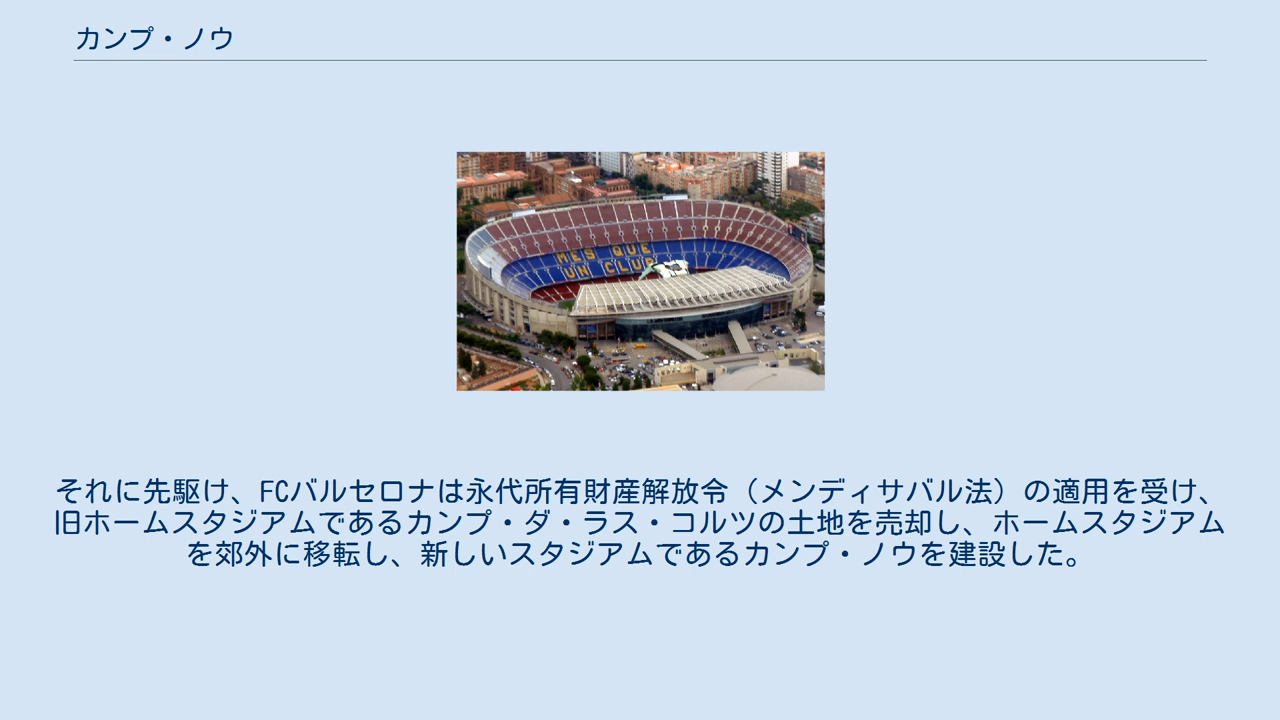 カンプ・ノウ
MES QUE
UN CLUB
それに先駆け、FCバルセロナは永代所有財産解放令（メンディサバル法）の適用を受け、
旧ホームスタジアムであるカンプ・ダ・ラス・コルツの土地を売却し、ホームスタジアム
を郊外に移転し、新しいスタジアムであるカンプ・ノウを建設した。